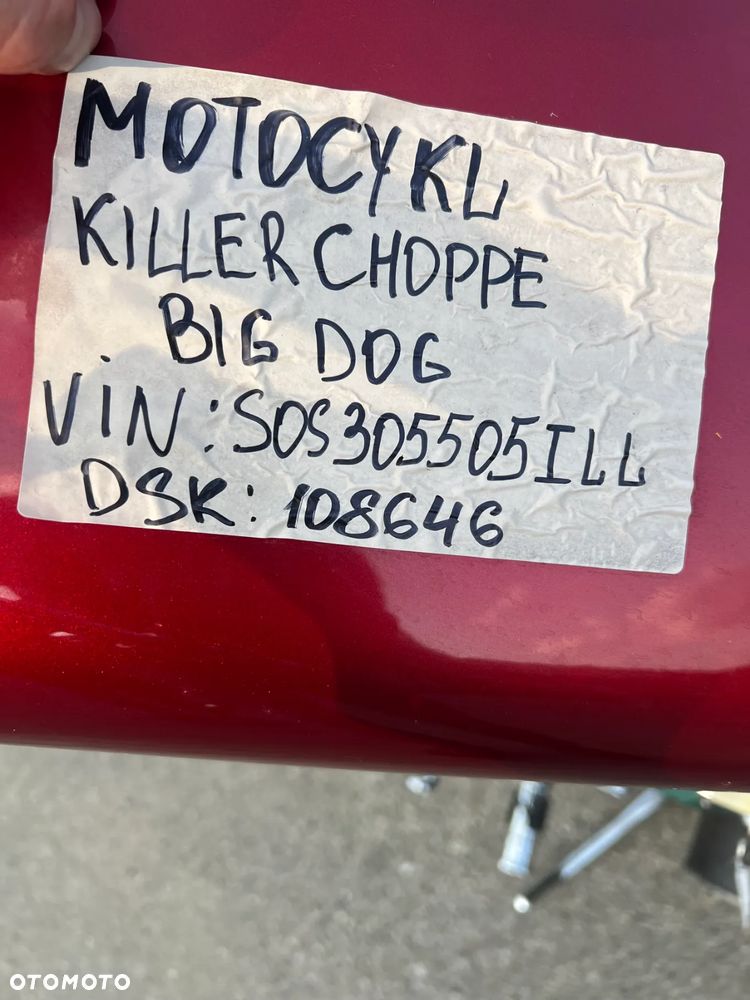 MOTOCYKL
KILLER CHOPPE
BIG DOG
VIN: SOS305505ILL
DSK: 108646
OTOMOTO